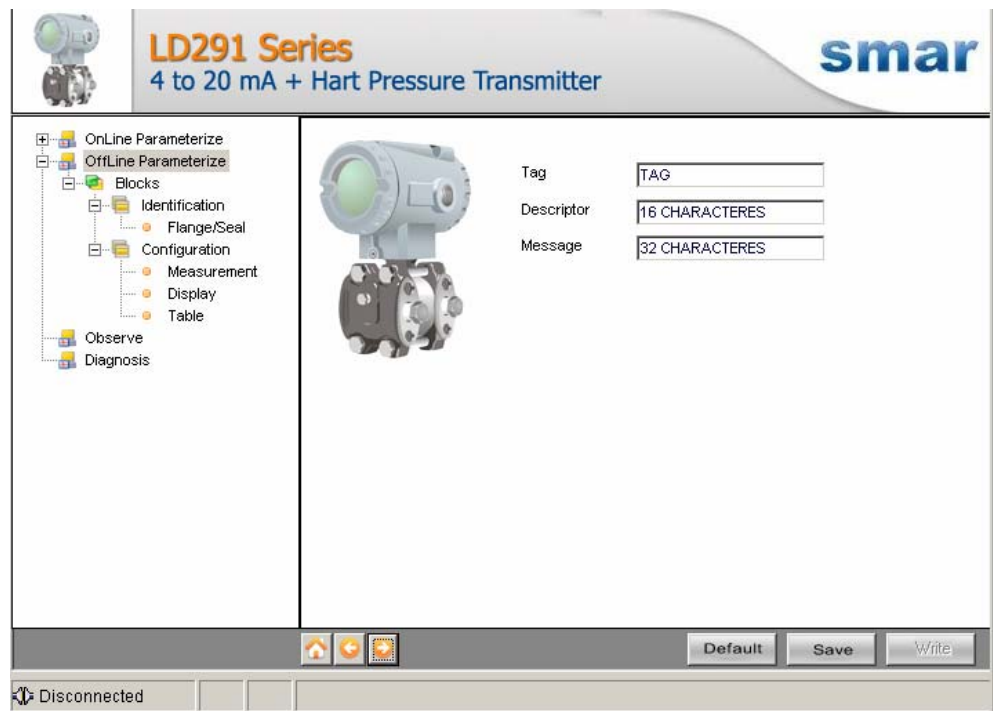 LD291 Series
4 to 20 mA + Hart Pressure Transmitter
smar
OnLine Parameterize
OffLine Parameterize
Blocks
Identification
Flange/Seal
Configuration
Measurement
Display
Table
Observe
Diagnosis
Tag TAG
Descriptor 16 CHARACTERES
Message 32 CHARACTERES
Default Save Write
Disconnected